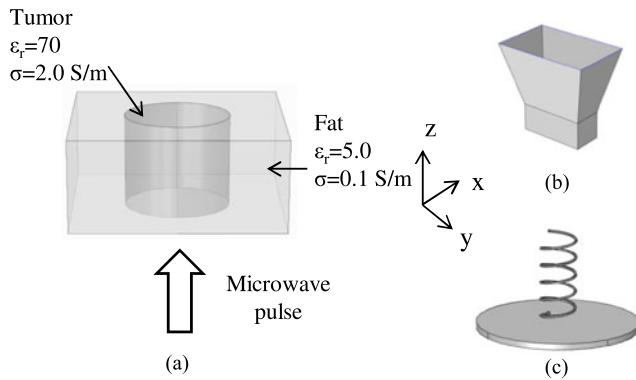 Tumor
εr=70
σ=2.0 S/m
Fat
εr=5.0
σ=0.1 S/m
z
x
y
Microwave
pulse
(a)
(b)
(c)